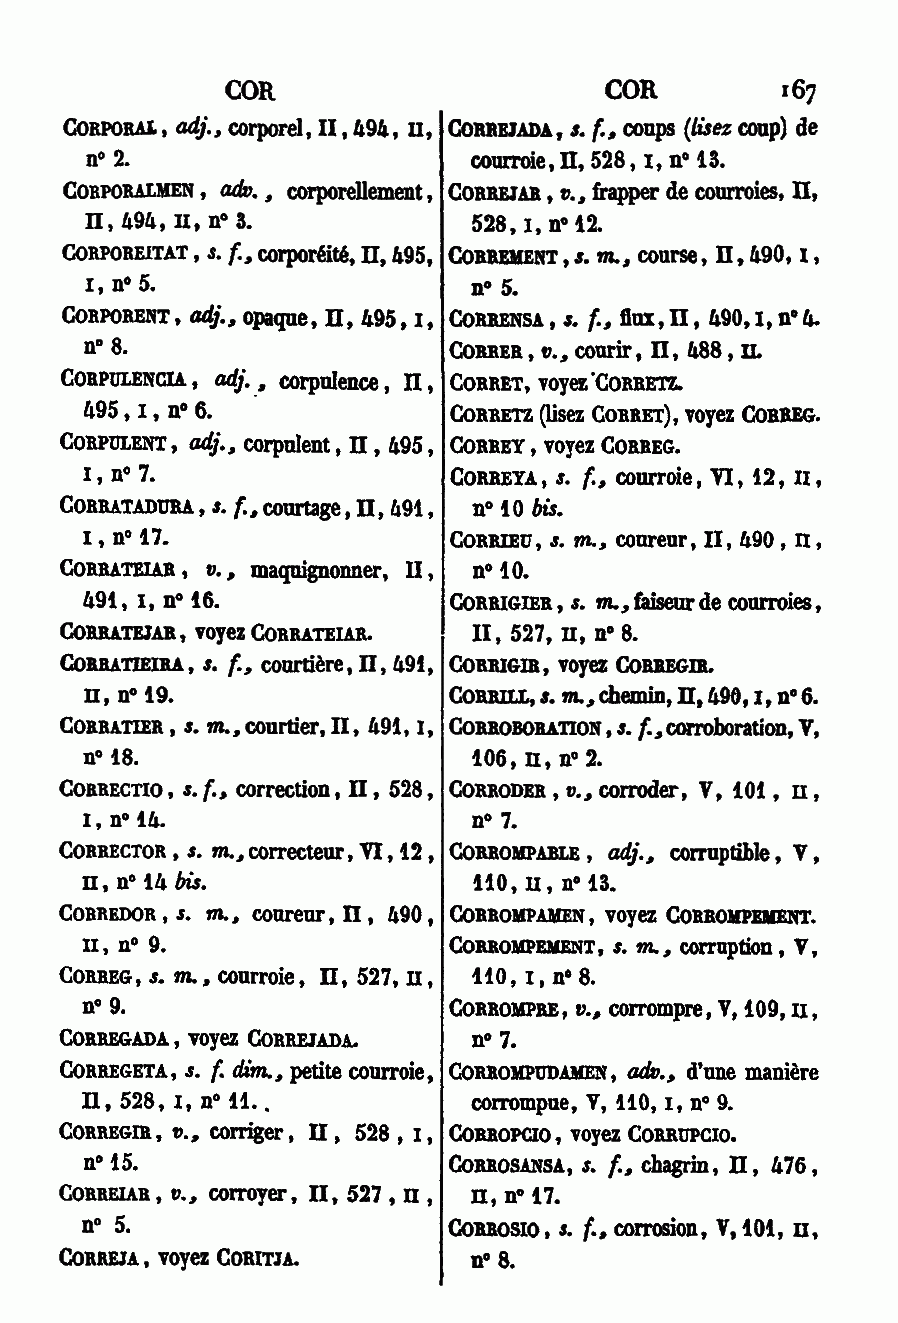 COR
COR 167
CORPORAL, adj., corporel, II, 494, II,
n° 2.
CORPORALMEN, adv., corporellement,
II, 494, II, n° 3.
CORPOREITAT, s. f., corporéité, II, 495,
I, n° 5.
CORPORENT, adj., opaque, II, 495, I,
n° 8.
CORPULENCIA, adj., corpulence, II,
495, I, n° 6.
CORPULENT, adj., corpulent, II, 495,
I, n° 7.
CORRATADURA, s. f., courtage, II, 491,
I, n° 17.
CORRATEIAR, v., maquignonner, II,
491, I, n° 16.
CORRATEJAR, voyez CORRATEIAR.
CORRATIEIRA, s. f., courtière, II, 491,
II, n° 19.
CORRATIER, s. m., courtier, II, 491, I,
n° 18.
CORRECTIO, s. f., correction, II, 528,
I, n° 14.
CORRECTOR, s. m., correcteur, VI, 12,
II, n° 14 bis.
CORREDOR, s. m., coureur, II, 490,
II, n° 9.
CORREG, s. m., courroie, II, 527, II,
n° 9.
CORREGADA, voyez CORREJADA.
CORREGETA, s. f. dim., petite courroie,
II, 528, I, n° 11.
CORREGIR, v., corriger, II, 528, I,
n° 15.
CORREIAR, v., corroyer, II, 527, II,
n° 5.
CORREJA, voyez CORITJA.
CORREJADA, s. f., coups (lisez coup) de
courroie, II, 528, I, n° 13.
CORREJAR, v., frapper de courroies, II,
528, I, n° 12.
CORREMENT, s. m., course, II, 490, I,
n° 5.
CORRENSA, s. f., flux, II, 490, I, n° 4.
CORRER, v., courir, II, 488, II.
CORRET, voyez CORRETZ.
CORRETZ (lisez CORRET), voyez CORREG.
CORREY, voyez CORREG.
CORREYA, s. f., courroie, VI, 12, II,
n° 10 bis.
CORRIEU, s. m., coureur, II, 490, II,
n° 10.
CORRIGIER, s. m., faiseur de courroies,
II, 527, II, n° 8.
CORRIGIR, voyez CORREGIR.
CORRILL, s. m., chemin, II, 490, I, n° 6.
CORROBORATION, s. f., corroboration, V,
106, II, n° 2.
CORRODER, v., corroder, V, 101, II,
n° 7.
CORROMPABLE, adj., corruptible, V,
110, II, n° 13.
CORROMPAMEN, voyez CORROMPEMENT.
CORROMPEMENT, s. m., corruption, V,
110, I, n° 8.
CORROMPRE, v., corrompre, V, 109, II,
n° 7.
CORROMPUDAMEN, adv., d'une manière
corrompue, V, 110, I, n° 9.
CORROPCIO, voyez CORRUPCIO.
CORROSANSA, s. f., chagrin, II, 476,
II, n° 17.
CORROSIO, s. f., corrosion, V, 101, II,
n° 8.